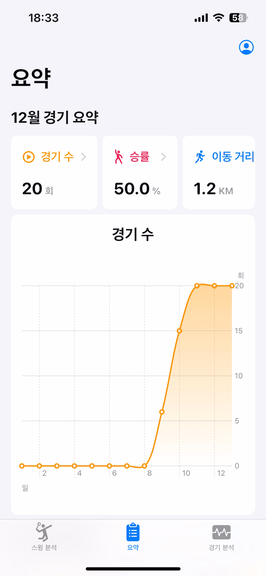 18:33
58
요약
12월 경기 요약
경기 수
승률
이동 거리
20 회
50.0 %
1.2 KM
경기 수
회
20
15
10
5
0
2 4 6 8 10 12
월
스윙 분석
요약
경기 분석